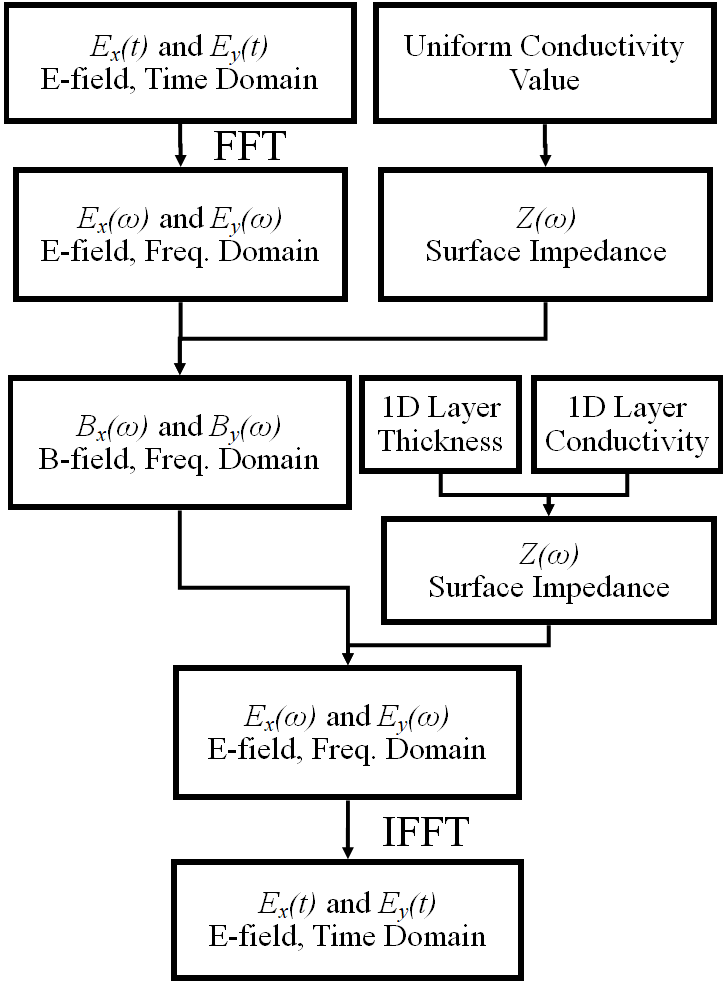 Ex(t) and Ey(t)
E-field, Time Domain
Uniform Conductivity
Value
FFT
Ex(ω) and Ey(ω)
E-field, Freq. Domain
Z(ω)
Surface Impedance
Bx(ω) and By(ω)
B-field, Freq. Domain
1D Layer
Thickness
1D Layer
Conductivity
Z(ω)
Surface Impedance
Ex(ω) and Ey(ω)
E-field, Freq. Domain
IFFT
Ex(t) and Ey(t)
E-field, Time Domain